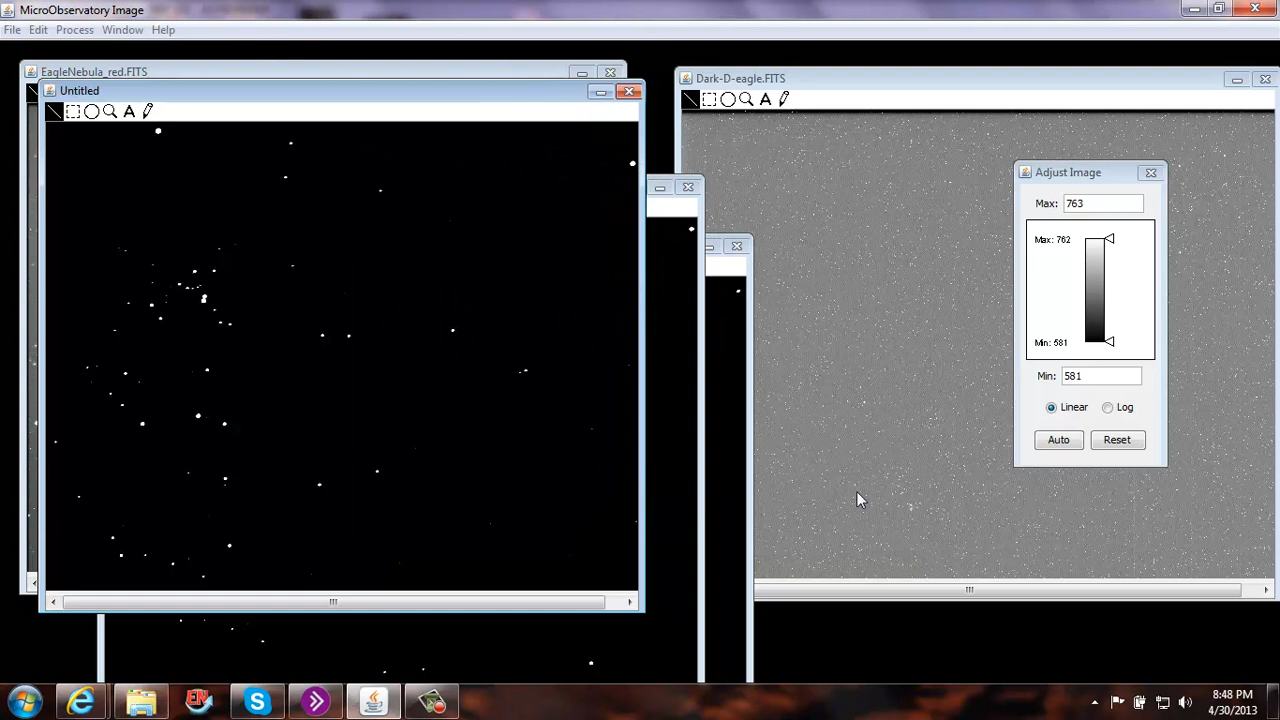 MicroObservatory Image
File Edit Process Window Help
EagleNebula_red.FITS
Untitled
A
Dark-D-eagle.FITS
A
Adjust Image
Max: 763
Max: 762
Min: 581
Min: 581
Linear Log
Auto Reset
EN
8:48 PM
4/30/2013